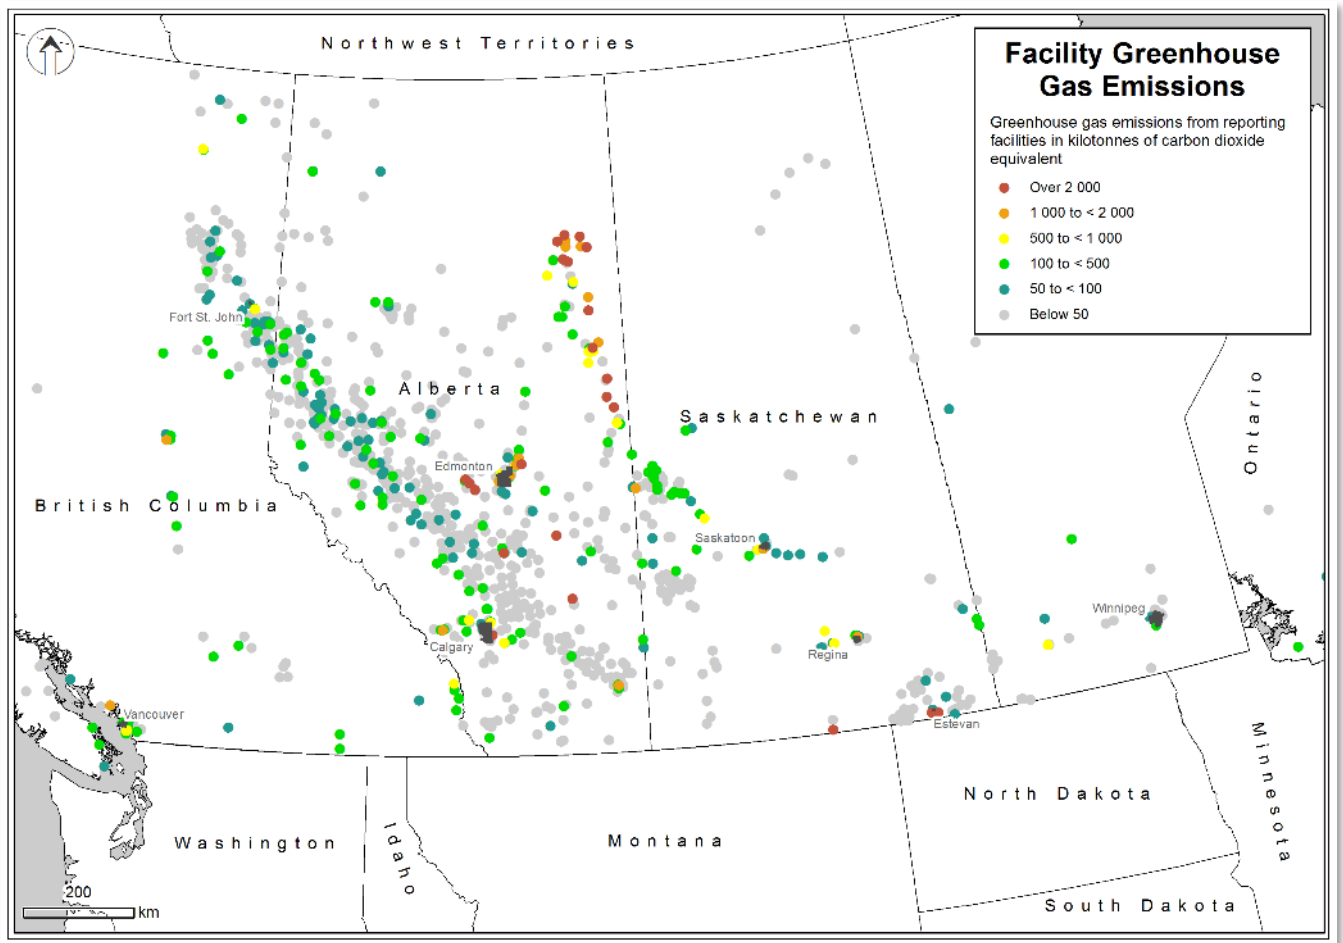 Northwest Territories
Facility Greenhouse
Gas Emissions
Greenhouse gas emissions from reporting
facilities in kilotonnes of carbon dioxide
equivalent
Over 2 000
1 000 to < 2 000
500 to < 1 000
100 to < 500
50 to < 100
Below 50
Fort St. John
Alberta
Saskatchewan
Ontario
Edmonton
British Columbia
Saskatoon
Winnipeg
Calgary
Regina
Vancouver
Estevan
Washington
Idaho
Montana
North Dakota
Minnesota
South Dakota
200
km